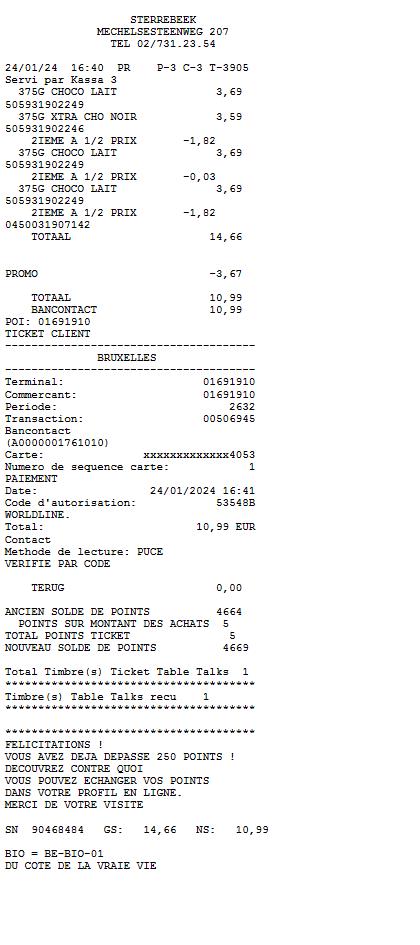 STERREBEEK
MECHELSESTEENWEG 207
TEL 02/731.23.54
24/01/24 16:40 PR P-3 C-3 T-3905
Servi par Kassa 3
375G CHOCO LAIT 3,69
505931902249
375G XTRA CHO NOIR 3,59
505931902246
2IEME A 1/2 PRIX -1,82
375G CHOCO LAIT 3,69
505931902249
2IEME A 1/2 PRIX -0,03
375G CHOCO LAIT 3,69
505931902249
2IEME A 1/2 PRIX -1,82
0450031907142
TOTAAL 14,66
PROMO -3,67
TOTAAL 10,99
BANCONTACT 10,99
POI: 01691910
TICKET CLIENT
--------------------------------------
BRUXELLES
--------------------------------------
Terminal: 01691910
Commercant: 01691910
Periode: 2632
Transaction: 00506945
Bancontact
(A0000001761010)
Carte: xxxxxxxxxxxxx4053
Numero de sequence carte: 1
PAIEMENT
Date: 24/01/2024 16:41
Code d'autorisation: 53548B
WORLDLINE.
Total: 10,99 EUR
Contact
Methode de lecture: PUCE
VERIFIE PAR CODE
TERUG 0,00
ANCIEN SOLDE DE POINTS 4664
POINTS SUR MONTANT DES ACHATS 5
TOTAL POINTS TICKET 5
NOUVEAU SOLDE DE POINTS 4669
Total Timbre(s) Ticket Table Talks 1
**************************************
Timbre(s) Table Talks recu 1
**************************************
**************************************
FELICITATIONS !
VOUS AVEZ DEJA DEPASSE 250 POINTS !
DECOUVREZ CONTRE QUOI
VOUS POUVEZ ECHANGER VOS POINTS
DANS VOTRE PROFIL EN LIGNE.
MERCI DE VOTRE VISITE
SN 90468484 GS: 14,66 NS: 10,99
BIO = BE-BIO-01
DU COTE DE LA VRAIE VIE